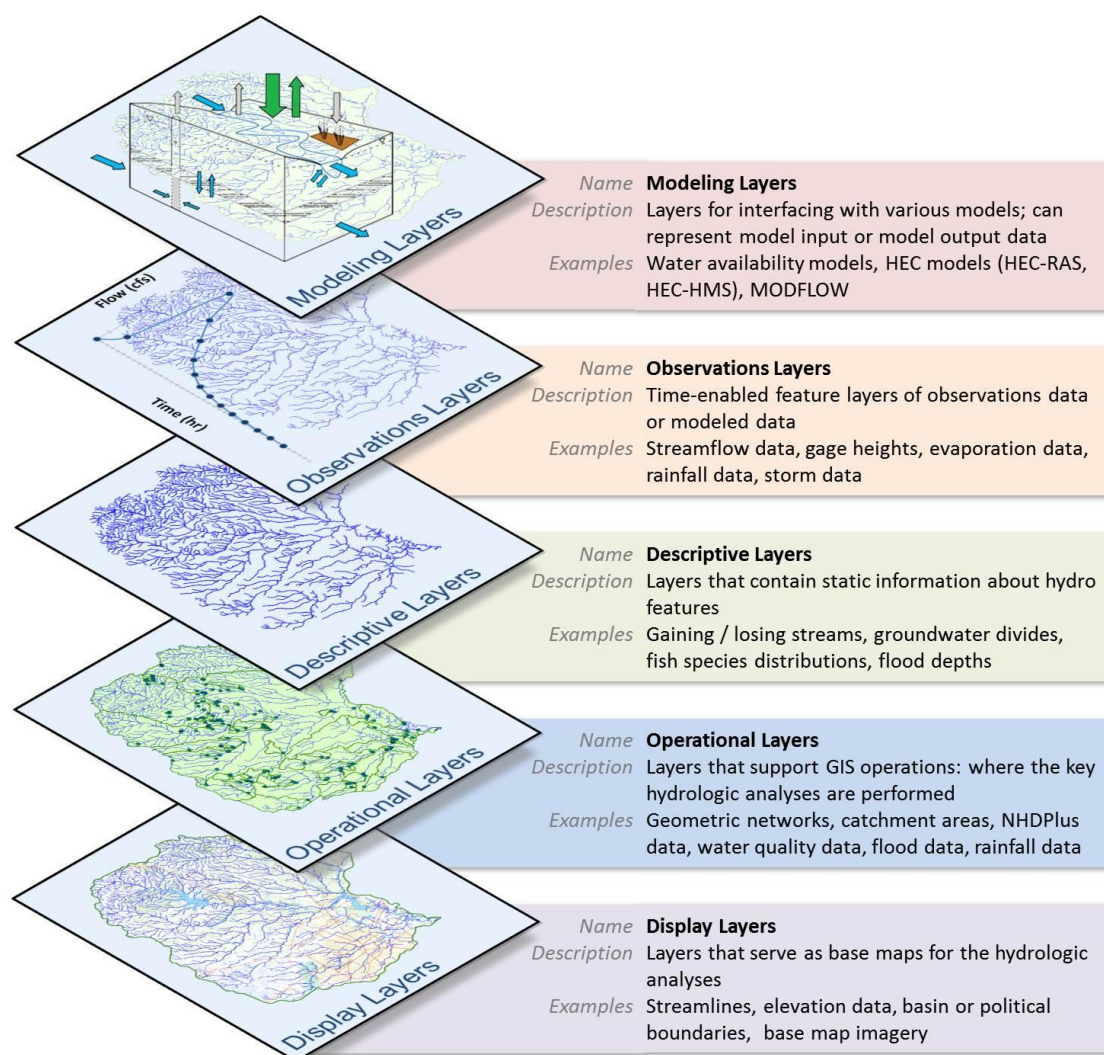 Modeling Layers
Name Modeling Layers
Description Layers for interfacing with various models; can
represent model input or model output data
Examples Water availability models, HEC models (HEC-RAS,
HEC-HMS), MODFLOW
Flow (cfs)
Time (hr)
Observations Layers
Name Observations Layers
Description Time-enabled feature layers of observations data
or modeled data
Examples Streamflow data, gage heights, evaporation data,
rainfall data, storm data
Descriptive Layers
Name Descriptive Layers
Description Layers that contain static information about hydro
features
Examples Gaining / losing streams, groundwater divides,
fish species distributions, flood depths
Operational Layers
Name Operational Layers
Description Layers that support GIS operations: where the key
hydrologic analyses are performed
Examples Geometric networks, catchment areas, NHDPlus
data, water quality data, flood data, rainfall data
Display Layers
Name Display Layers
Description Layers that serve as base maps for the hydrologic
analyses
Examples Streamlines, elevation data, basin or political
boundaries, base map imagery